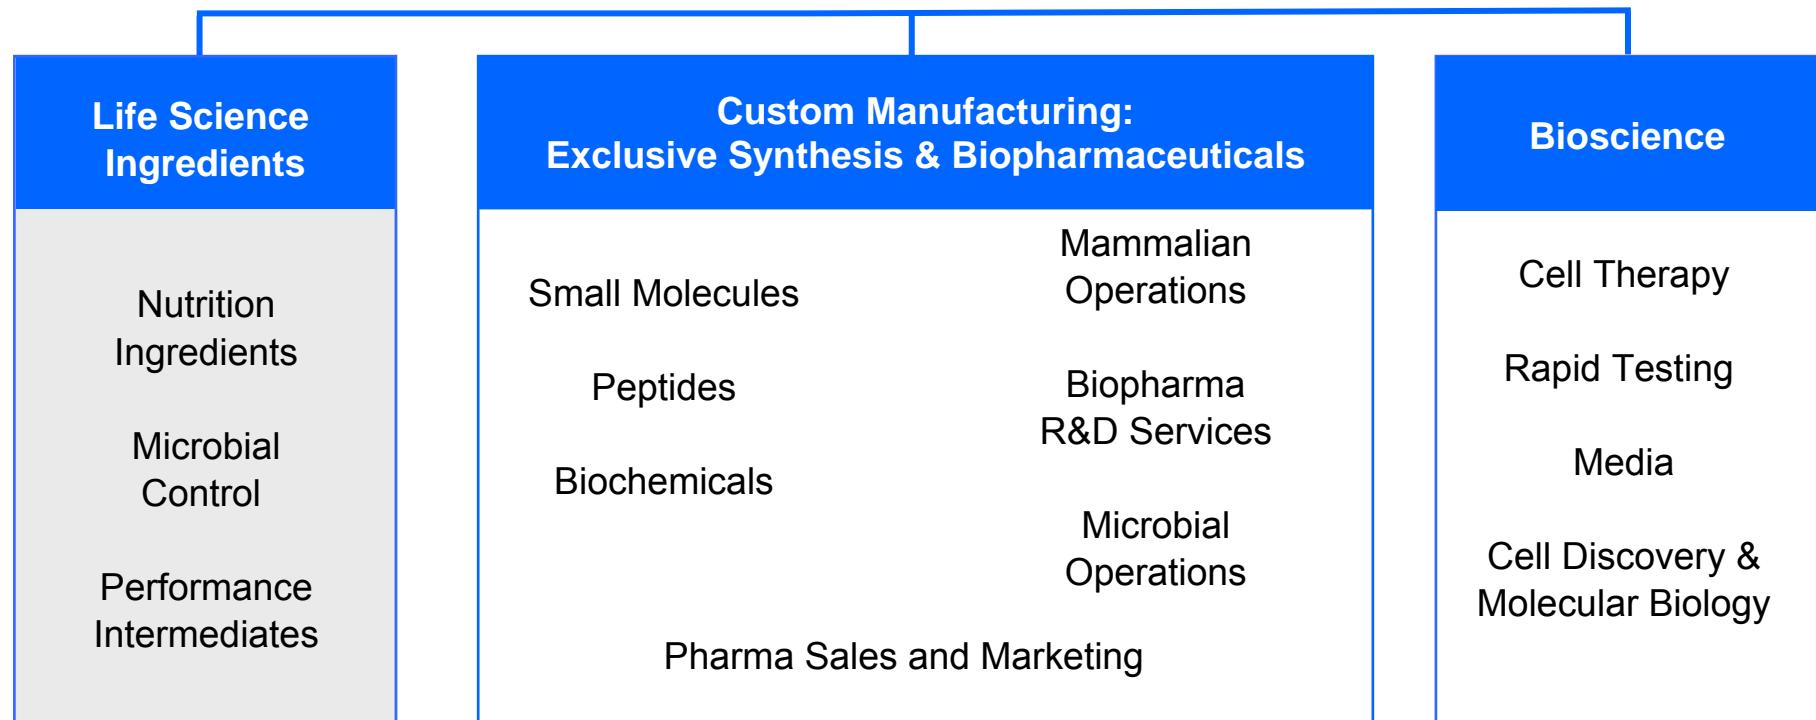 Life Science
Ingredients
Nutrition
Ingredients
Microbial
Control
Performance
Intermediates
Custom Manufacturing:
Exclusive Synthesis & Biopharmaceuticals
Small Molecules
Peptides
Biochemicals
Mammalian
Operations
Biopharma
R&D Services
Microbial
Operations
Pharma Sales and Marketing
Bioscience
Cell Therapy
Rapid Testing
Media
Cell Discovery &
Molecular Biology